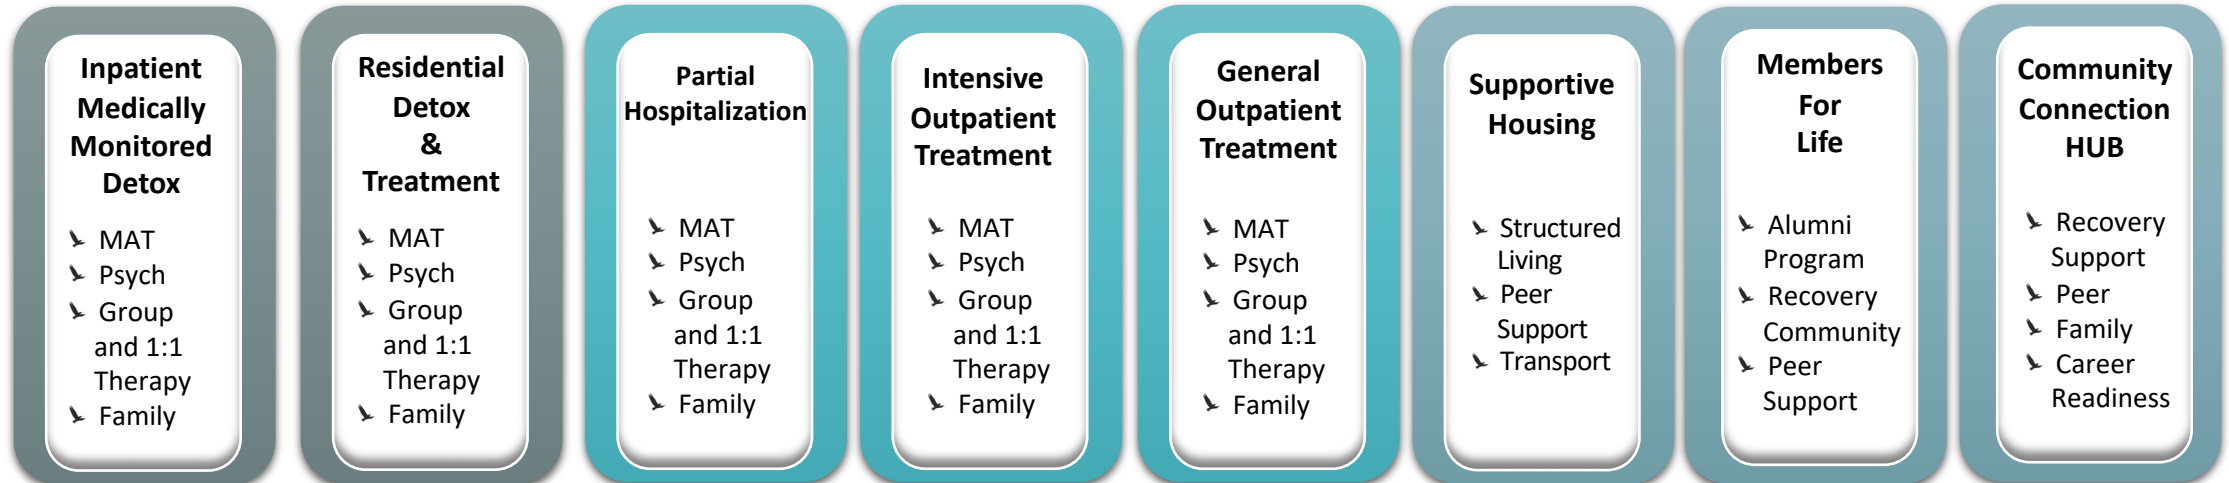 Inpatient
Medically
Monitored
Detox
MAT
Psych
Group
and 1:1
Therapy
Family
Residential
Detox
&
Treatment
MAT
Psych
Group
and 1:1
Therapy
Family
Partial
Hospitalization
MAT
Psych
Group
and 1:1
Therapy
Family
Intensive
Outpatient
Treatment
MAT
Psych
Group
and 1:1
Therapy
Family
General
Outpatient
Treatment
MAT
Psych
Group
and 1:1
Therapy
Family
Supportive
Housing
Structured
Living
Peer
Support
Transport
Members
For
Life
Alumni
Program
Recovery
Community
Peer
Support
Community
Connection
HUB
Recovery
Support
Peer
Family
Career
Readiness